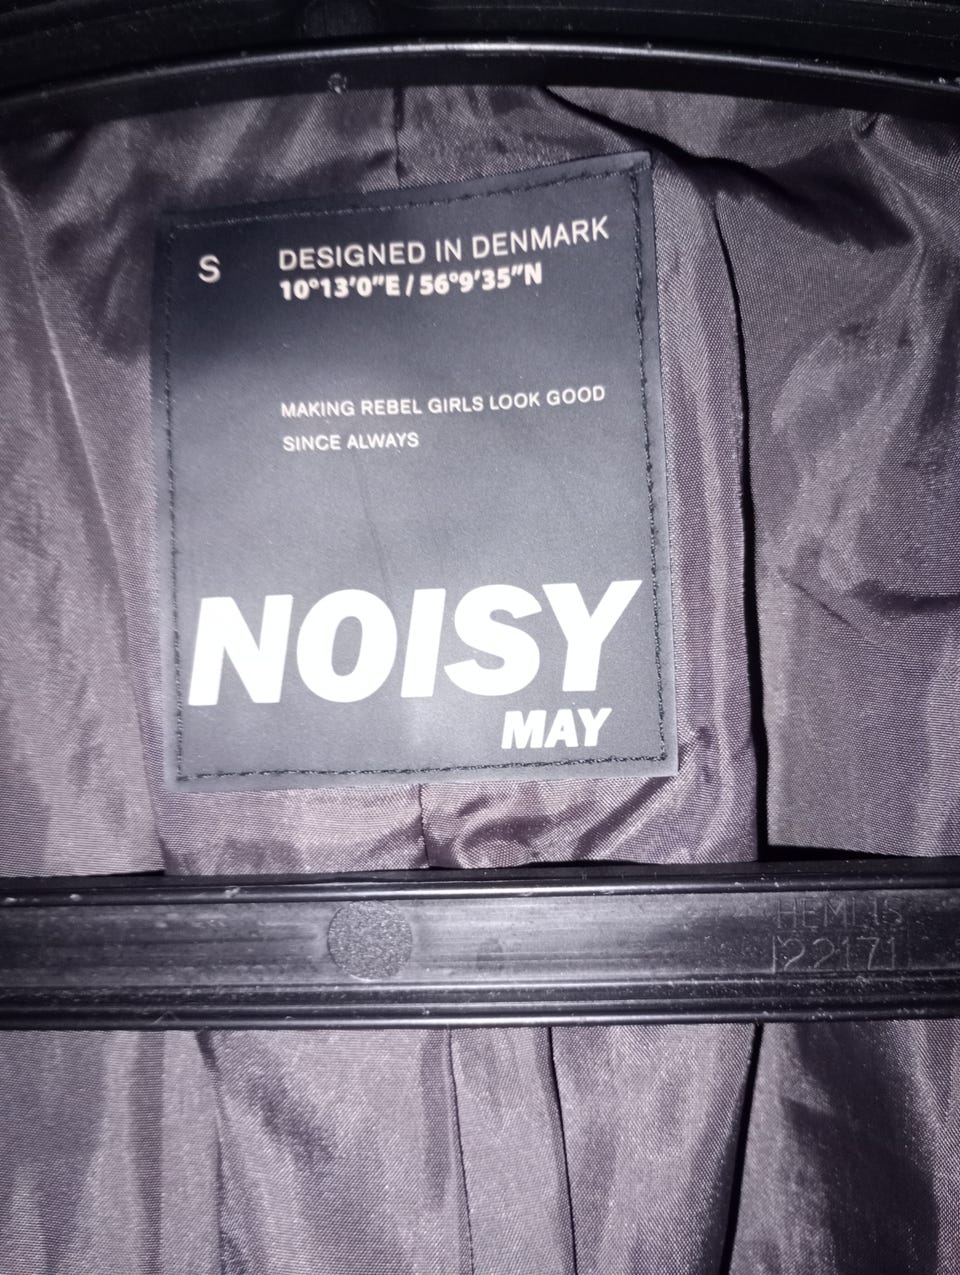 S DESIGNED IN DENMARK
10°13'0"E / 56°9'35"N
MAKING REBEL GIRLS LOOK GOOD
SINCE ALWAYS
NOISY
MAY
HEMLIS
22171